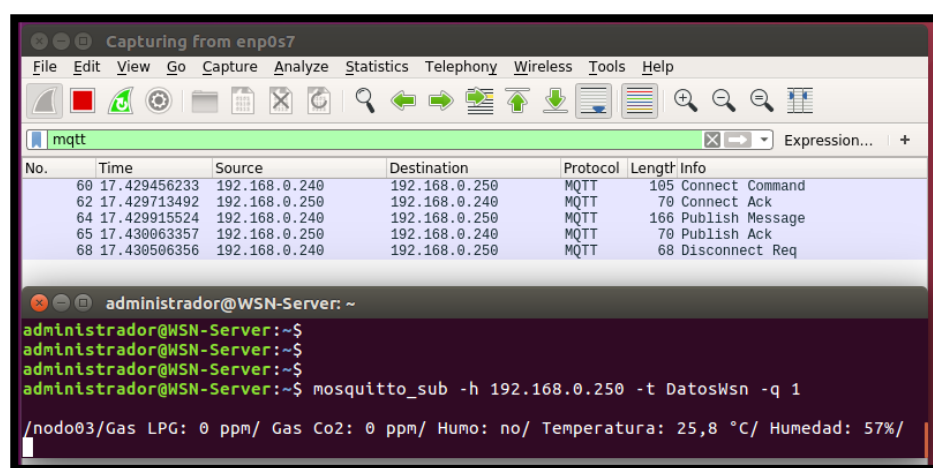 Capturing from enp0s7
File Edit View Go Capture Analyze Statistics Telephony Wireless Tools Help
mqtt Expression... +
No. Time Source Destination Protocol Length Info
60 17.429456233 192.168.0.240 192.168.0.250 MQTT 105 Connect Command
62 17.429713492 192.168.0.250 192.168.0.240 MQTT 70 Connect Ack
64 17.429915524 192.168.0.240 192.168.0.250 MQTT 166 Publish Message
65 17.430063357 192.168.0.250 192.168.0.240 MQTT 70 Publish Ack
68 17.430506356 192.168.0.240 192.168.0.250 MQTT 68 Disconnect Req
administrador@WSN-Server: ~
administrador@WSN-Server:~$
administrador@WSN-Server:~$
administrador@WSN-Server:~$
administrador@WSN-Server:~$ mosquitto_sub -h 192.168.0.250 -t DatosWsn -q 1
/nodo03/Gas LPG: 0 ppm/ Gas Co2: 0 ppm/ Humo: no/ Temperatura: 25,8 °C/ Humedad: 57%/